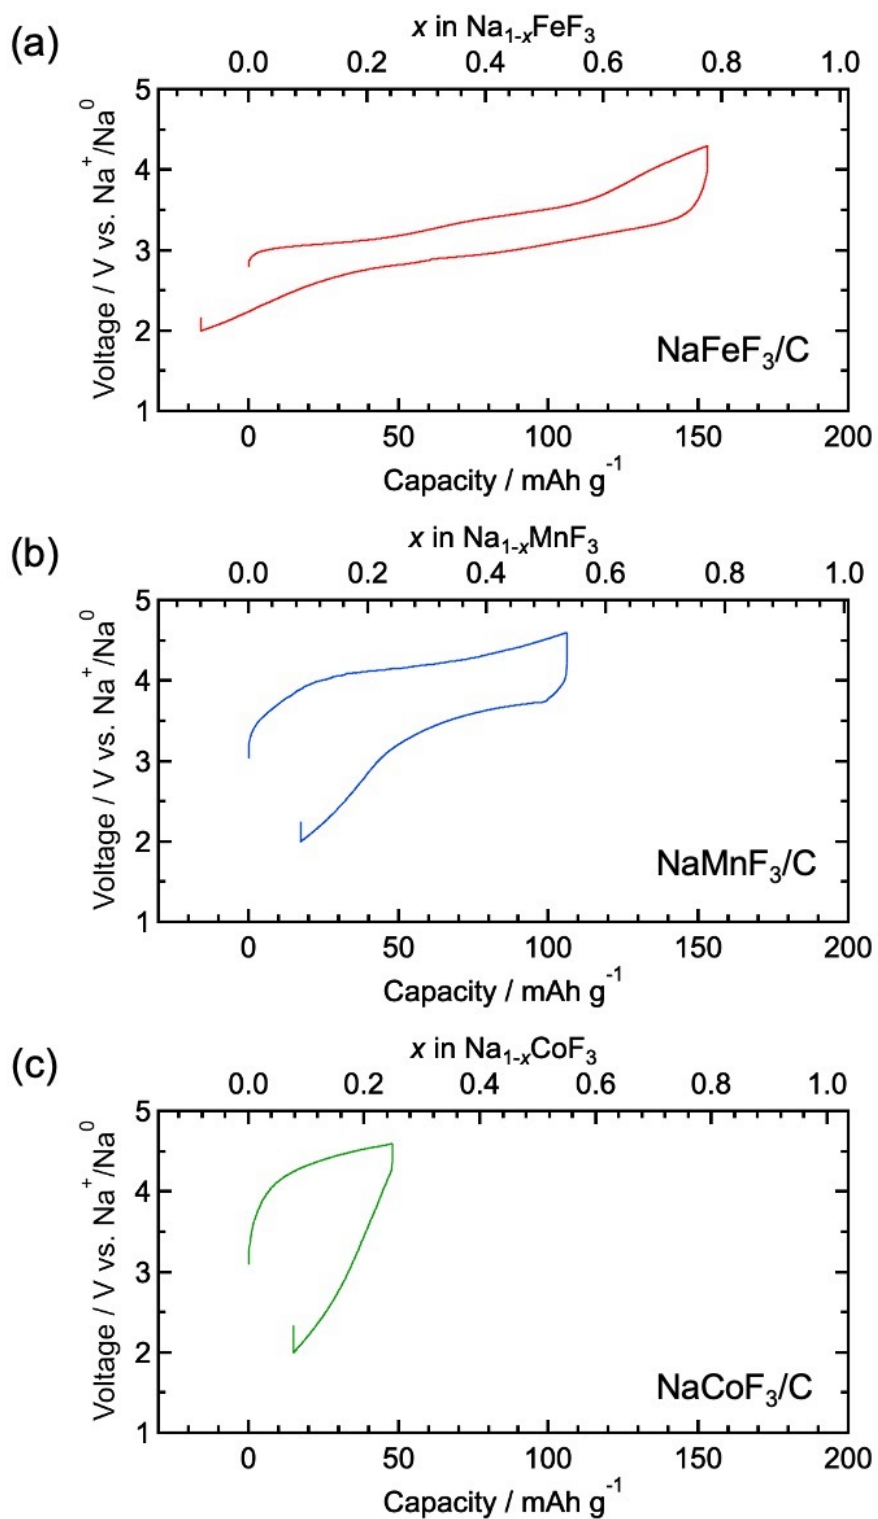 (a)
x in Na1-xFeF3
0.0 0.2 0.4 0.6 0.8 1.0
Voltage / V vs. Na+/Na0
5
4
3
2
1
NaFeF3/C
0 50 100 150 200
Capacity / mAh g-1
(b)
x in Na1-xMnF3
0.0 0.2 0.4 0.6 0.8 1.0
Voltage / V vs. Na+/Na0
5
4
3
2
1
NaMnF3/C
0 50 100 150 200
Capacity / mAh g-1
(c)
x in Na1-xCoF3
0.0 0.2 0.4 0.6 0.8 1.0
Voltage / V vs. Na+/Na0
5
4
3
2
1
NaCoF3/C
0 50 100 150 200
Capacity / mAh g-1